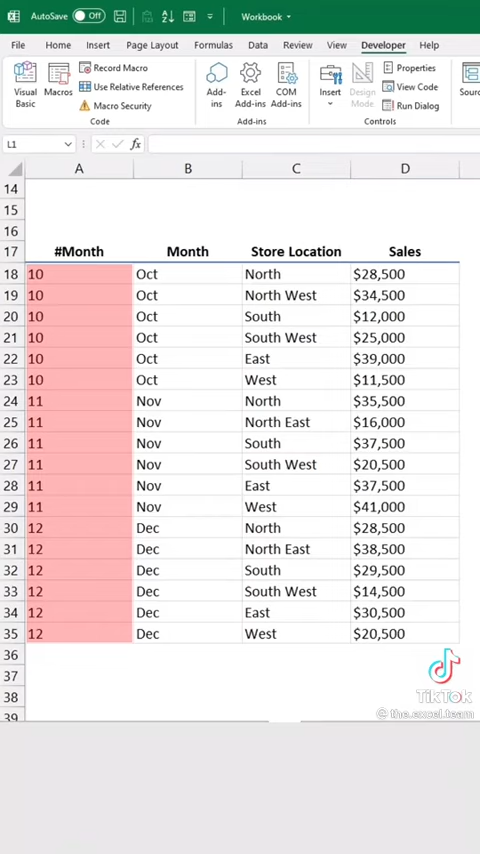 AutoSave Off Workbook
File Home Insert Page Layout Formulas Data Review View Developer Help
Visual Basic
Macros
Record Macro
Use Relative References
Macro Security
Code
Add-ins
Excel Add-ins
COM Add-ins
Add-ins
Insert
Design Mode
Properties
View Code
Run Dialog
Controls
L1 fx
A B C D
14
15
16
17 #Month Month Store Location Sales
18 10 Oct North $28,500
19 10 Oct North West $34,500
20 10 Oct South $12,000
21 10 Oct South West $25,000
22 10 Oct East $39,000
23 10 Oct West $11,500
24 11 Nov North $35,500
25 11 Nov North East $16,000
26 11 Nov South $37,500
27 11 Nov South West $20,500
28 11 Nov East $37,500
29 11 Nov West $41,000
30 12 Dec North $28,500
31 12 Dec North East $38,500
32 12 Dec South $29,500
33 12 Dec South West $14,500
34 12 Dec East $30,500
35 12 Dec West $20,500
36
37
38
39
TikTok
@the.excel.team